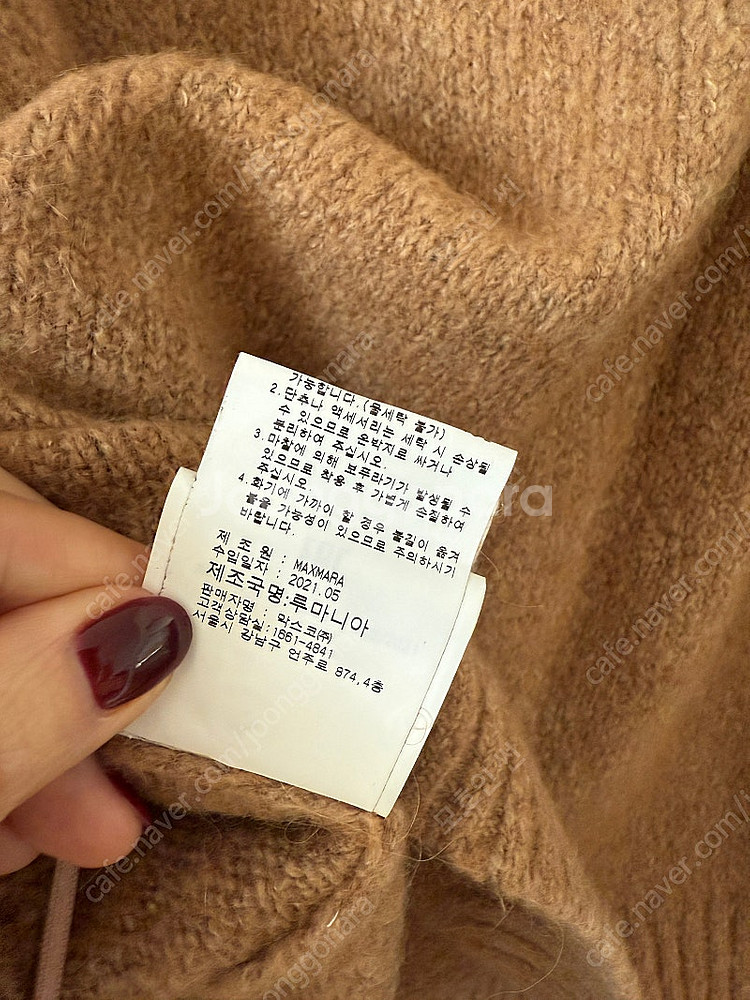 가능합니다.(물세탁 불가)
2.단추나 액세서리는 세탁 시 손상될
수 있으므로 은박지로 싸거나
분리하여 주십시오.
3.마찰에 의해 보푸라기가 발생될 수
있으므로 착용 후 가볍게 손질하여
주십시오.
4.화기에 가까이 할 경우 불길이 옮겨
붙을 가능성이 있으므로 주의하시기
바랍니다.
제 조 원 : MAXMARA
수입일자 : 2021.05
제조국명:루마니아
판매자명 : 막스코(주)
고객상담실:1661-4841
서울시 강남구 언주로 874,4층
cafe.naver.com/joonggonara